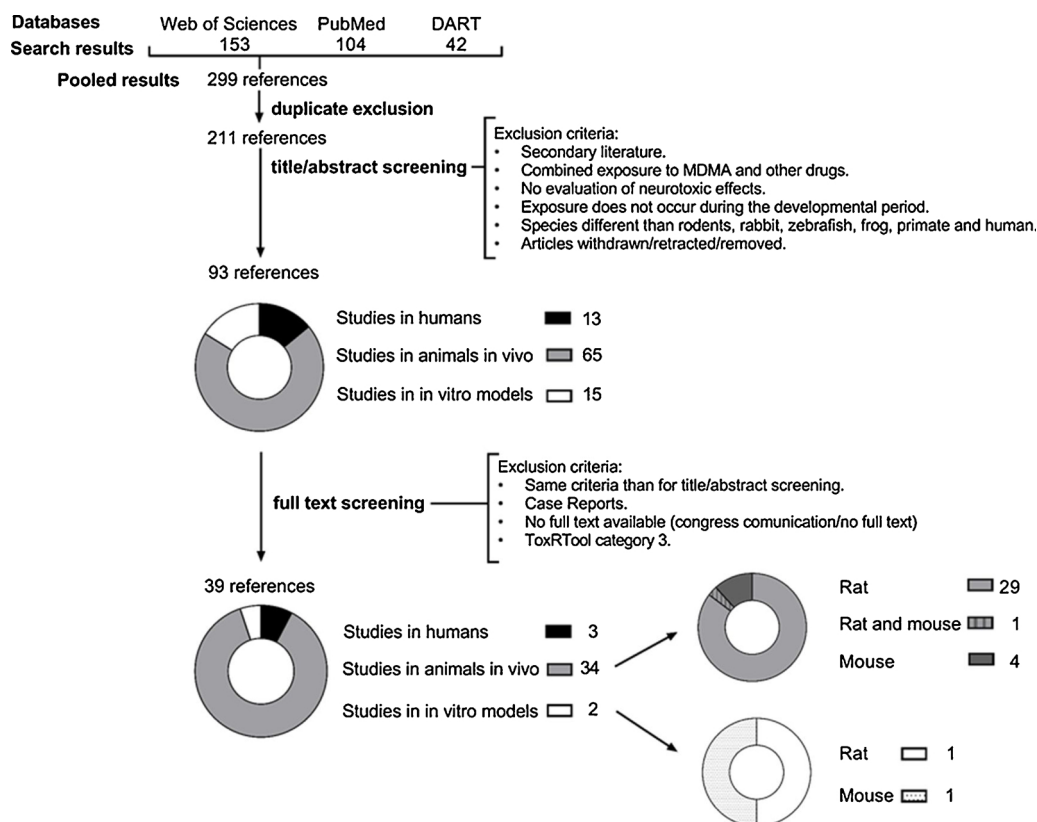 Databases Web of Sciences PubMed DART
Search results 153 104 42
Pooled results 299 references
duplicate exclusion
211 references
title/abstract screening
Exclusion criteria:
• Secondary literature.
• Combined exposure to MDMA and other drugs.
• No evaluation of neurotoxic effects.
• Exposure does not occur during the developmental period.
• Species different than rodents, rabbit, zebrafish, frog, primate and human.
• Articles withdrawn/retracted/removed.
93 references
Studies in humans 13
Studies in animals in vivo 65
Studies in in vitro models 15
full text screening
Exclusion criteria:
• Same criteria than for title/abstract screening.
• Case Reports.
• No full text available (congress comunication/no full text)
• ToxRTool category 3.
39 references
Studies in humans 3
Studies in animals in vivo 34
Studies in in vitro models 2
Rat 29
Rat and mouse 1
Mouse 4
Rat 1
Mouse 1